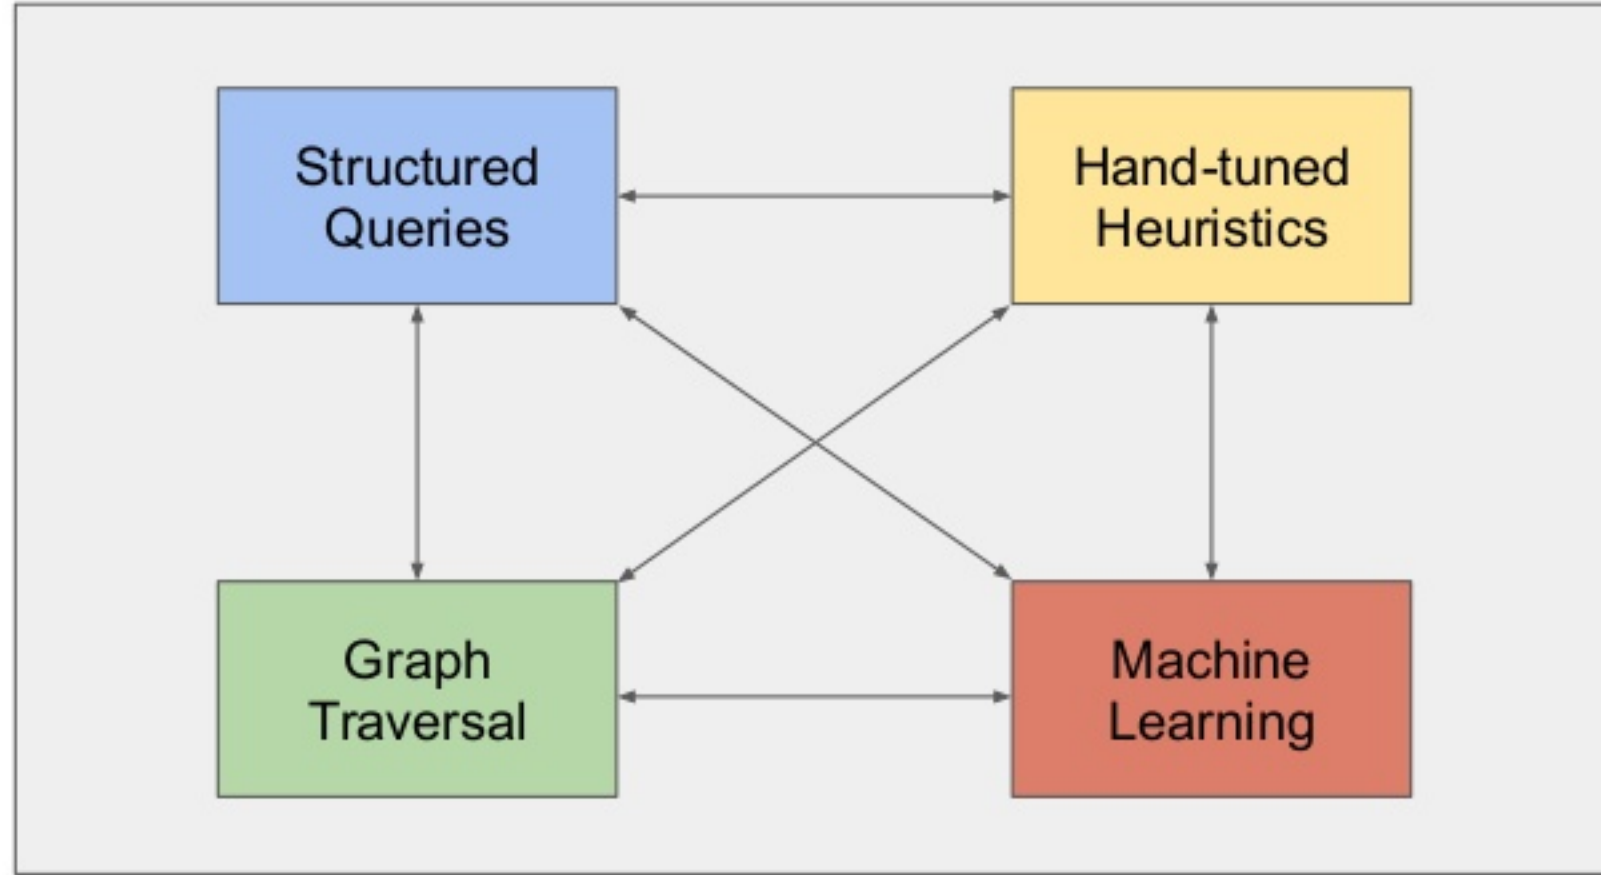 Structured
Queries
Hand-tuned
Heuristics
Graph
Traversal
Machine
Learning